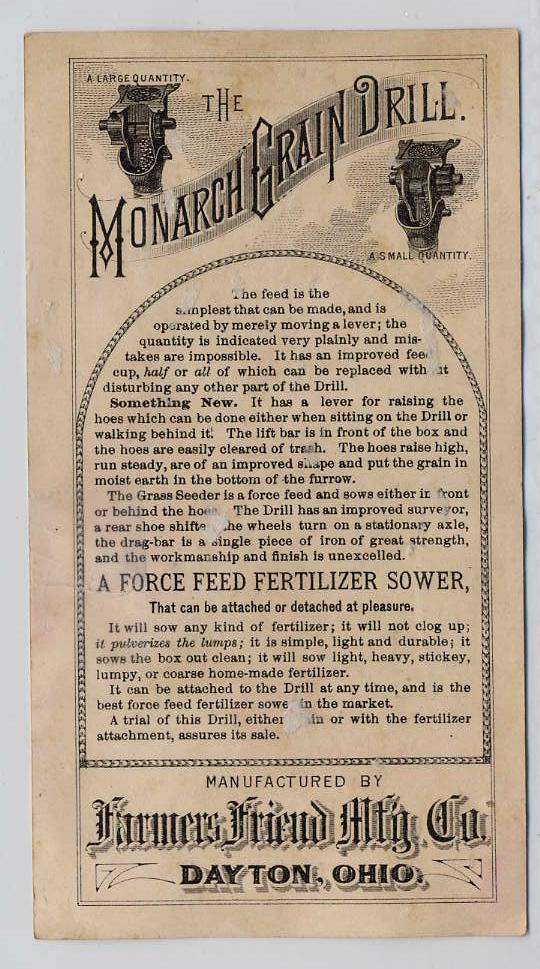 A LARGE QUANTITY.
THE
MONARCH GRAIN DRILL.
A SMALL QUANTITY.
The feed is the
simplest that can be made, and is
operated by merely moving a lever; the
quantity is indicated very plainly and mis-
takes are impossible. It has an improved feed
cup, half or all of which can be replaced without
disturbing any other part of the Drill.
Something New. It has a lever for raising the
hoes which can be done either when sitting on the Drill or
walking behind it! The lift bar is in front of the box and
the hoes are easily cleared of trash. The hoes raise high,
run steady, are of an improved shape and put the grain in
moist earth in the bottom of the furrow.
The Grass Seeder is a force feed and sows either in front
or behind the hoes. The Drill has an improved surveyor,
a rear shoe shifts the wheels turn on a stationary axle,
the drag-bar is a single piece of iron of great strength,
and the workmanship and finish is unexcelled.
A FORCE FEED FERTILIZER SOWER,
That can be attached or detached at pleasure.
It will sow any kind of fertilizer; it will not clog up;
it pulverizes the lumps; it is simple, light and durable; it
sows the box out clean; it will sow light, heavy, stickey,
lumpy, or coarse home-made fertilizer.
It can be attached to the Drill at any time, and is the
best force feed fertilizer sower in the market.
A trial of this Drill, either or with the fertilizer
attachment, assures its sale.
MANUFACTURED BY
Farmers Friend M'f'g. Co.
DAYTON, OHIO.